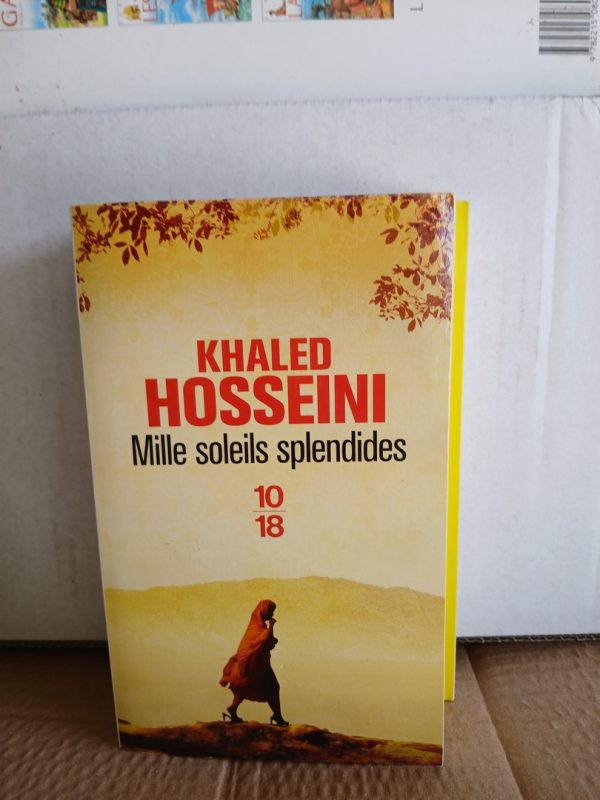 KHALED
HOSSEINI
Mille soleils splendides
10
18